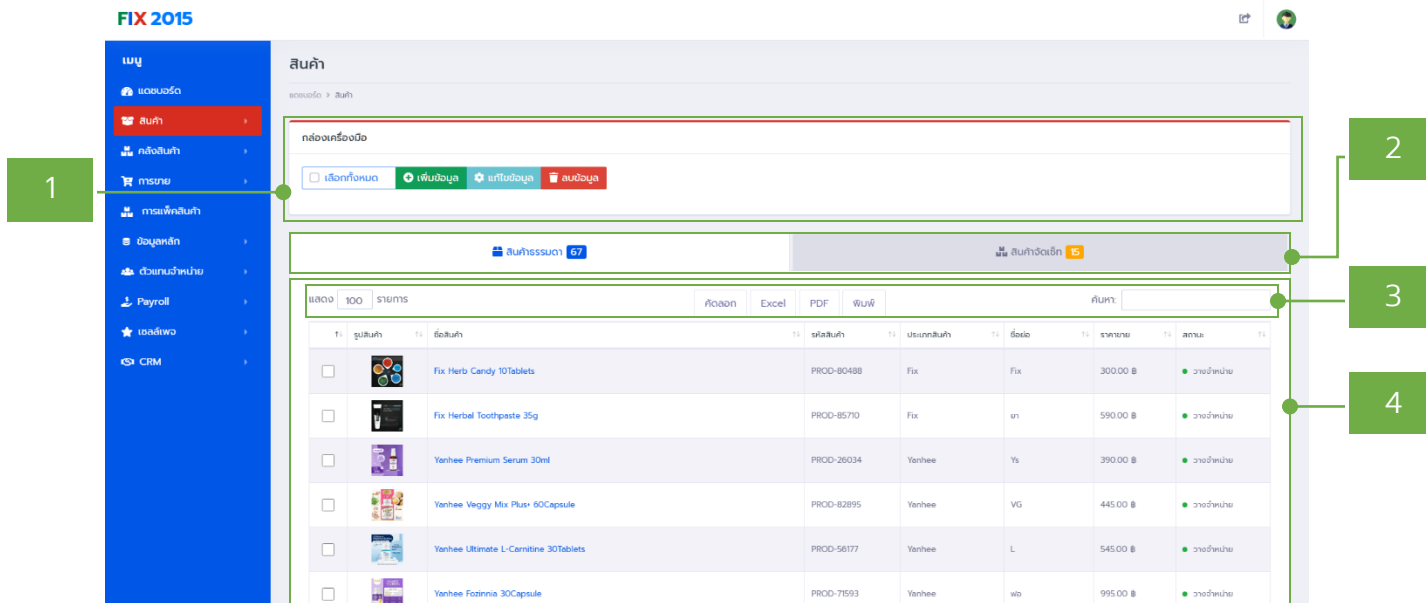 FIX 2015
เมนู
แดชบอร์ด
สินค้า
คลังสินค้า
การขาย
การแพ็คสินค้า
ข้อมูลหลัก
ตัวแทนจำหน่าย
Payroll
เซลล์เพจ
CRM
สินค้า
แดชบอร์ด > สินค้า
กล่องเครื่องมือ
เลือกทั้งหมด เพิ่มข้อมูล แก้ไขข้อมูล ลบข้อมูล
1
2
สินค้าธรรมดา 67 สินค้าจัดเซ็ท 15
3
แสดง 100 รายการ คัดลอก Excel PDF พิมพ์ ค้นหา:
รูปสินค้า ชื่อสินค้า รหัสสินค้า ประเภทสินค้า ชื่อย่อ ราคาขาย สถานะ
Fix Herb Candy 10Tablets PROD-80488 Fix Fix 300.00 ฿ วางจำหน่าย
4
Fix Herbal Toothpaste 35g PROD-85710 Fix ยา 590.00 ฿ วางจำหน่าย
Yanhee Premium Serum 30ml PROD-26034 Yanhee Ys 390.00 ฿ วางจำหน่าย
Yanhee Veggy Mix Plus+ 60Capsule PROD-82895 Yanhee VG 445.00 ฿ วางจำหน่าย
Yanhee Ultimate L-Carnitine 30Tablets PROD-56177 Yanhee L 545.00 ฿ วางจำหน่าย
Yanhee Fozinnia 30Capsule PROD-71593 Yanhee ฟอ 995.00 ฿ วางจำหน่าย